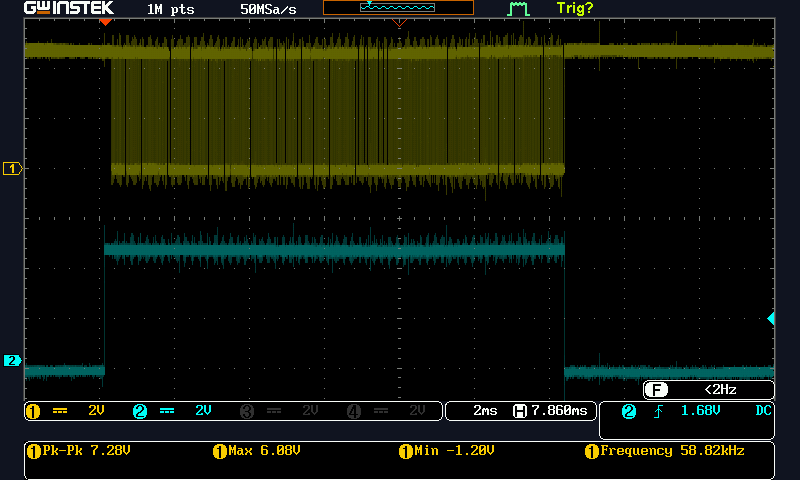 GWINSTEK 1M pts 50MSa/s Trig?
1
2
F <2Hz
1 2V 2 2V 3 2V 4 2V 2ms H 7.860ms 2 1.68V DC
1 Pk-Pk 7.28V 1 Max 6.08V 1 Min -1.20V 1 Frequency 58.82kHz